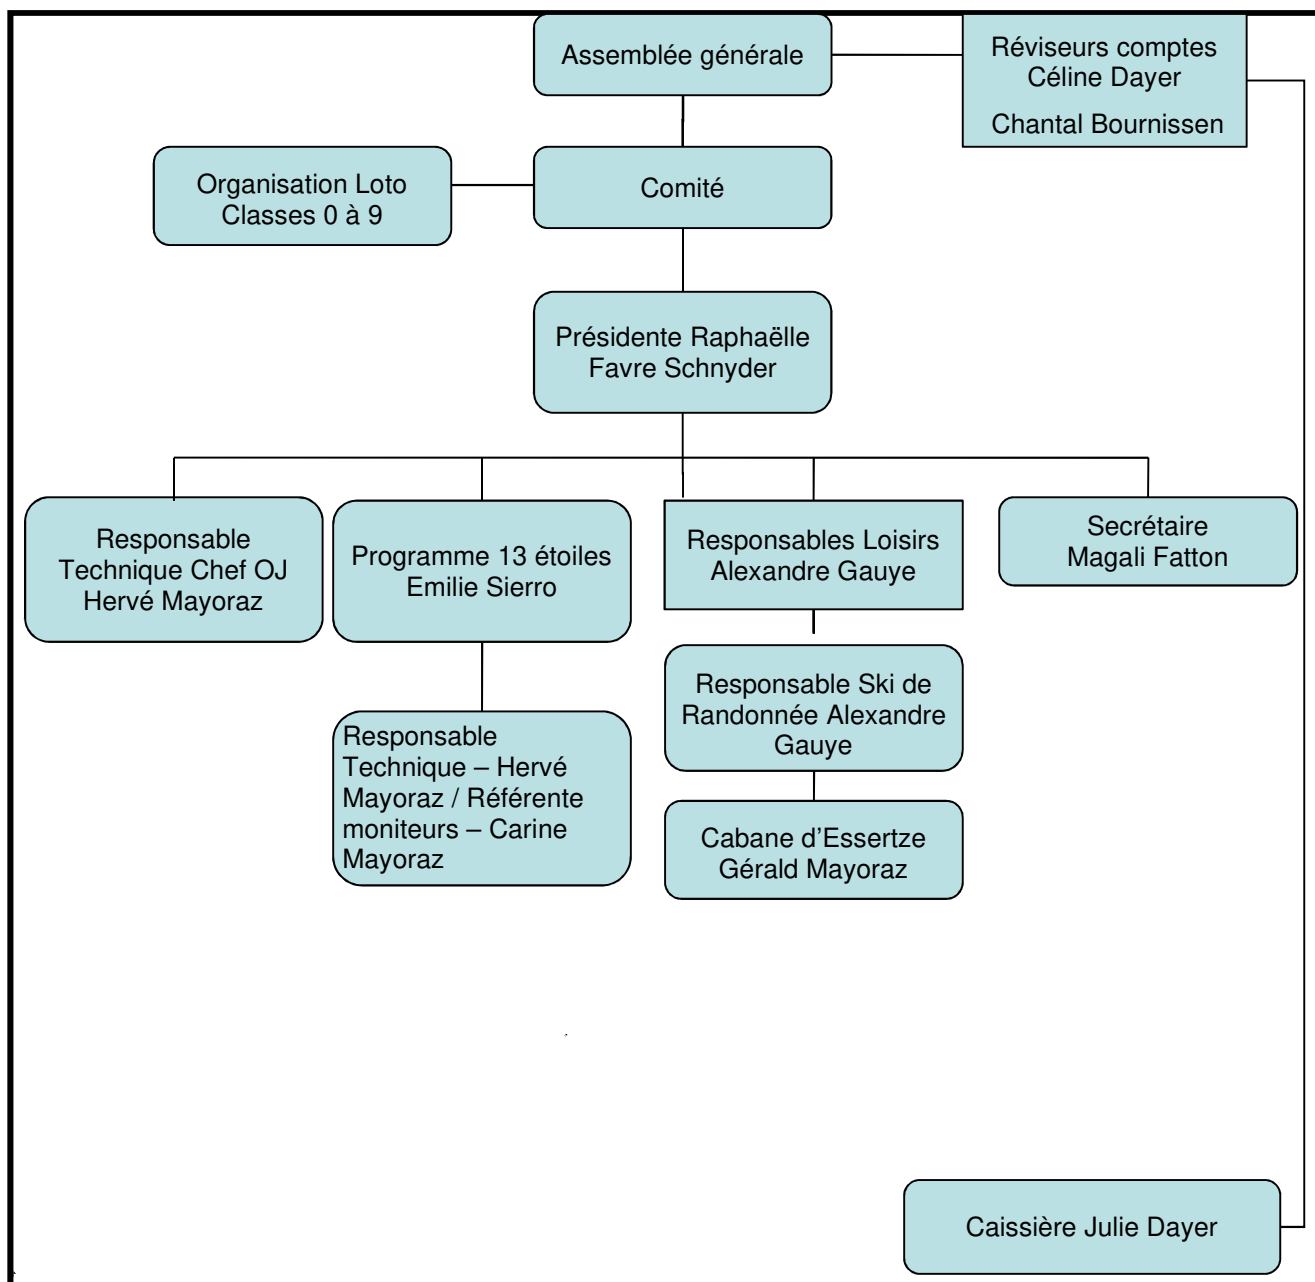 Assemblée générale
Réviseurs comptes
Céline Dayer
Chantal Bournissen
Organisation Loto
Classes 0 à 9
Comité
Présidente Raphaëlle
Favre Schnyder
Responsable
Technique Chef OJ
Hervé Mayoraz
Programme 13 étoiles
Emilie Sierro
Responsables Loisirs
Alexandre Gauye
Secrétaire
Magali Fatton
Responsable
Technique – Hervé
Mayoraz / Référente
moniteurs – Carine
Mayoraz
Responsable Ski de
Randonnée Alexandre
Gauye
Cabane d’Essertze
Gérald Mayoraz
Caissière Julie Dayer